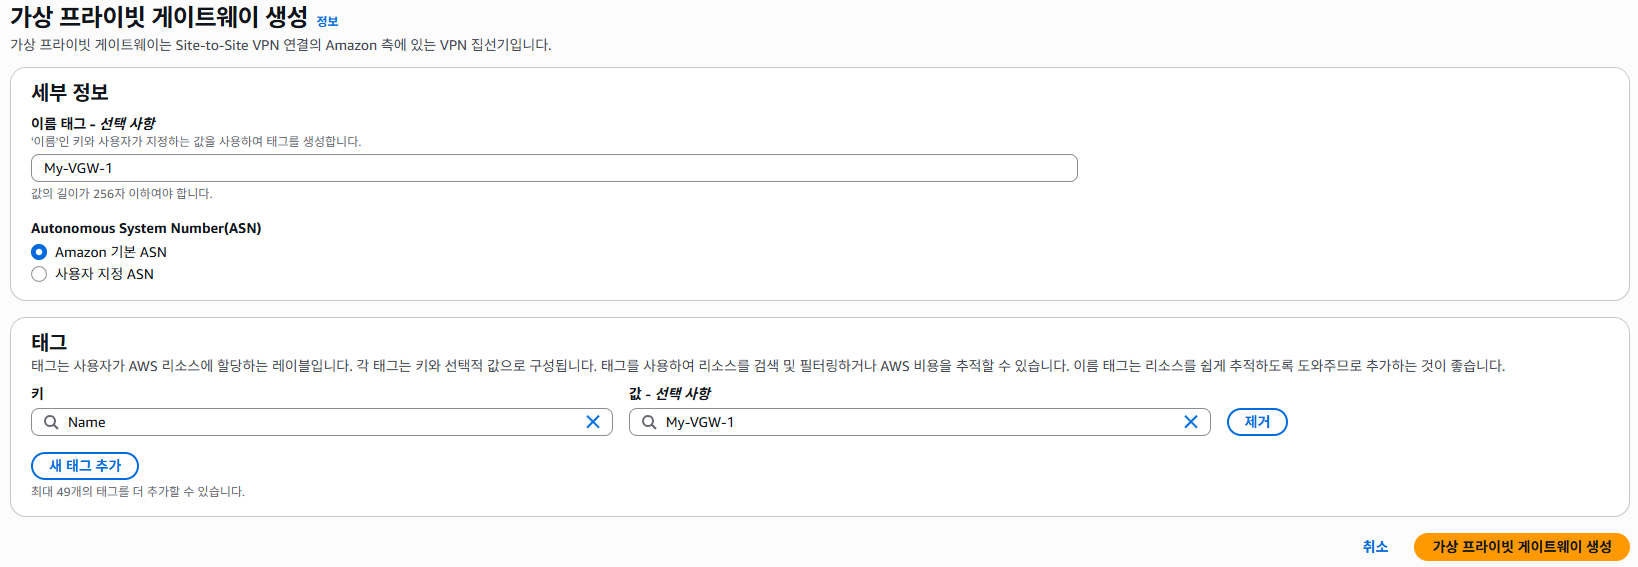 가상 프라이빗 게이트웨이 생성 정보
가상 프라이빗 게이트웨이는 Site-to-Site VPN 연결의 Amazon 측에 있는 VPN 집선기입니다.
세부 정보
이름 태그 - 선택 사항
'이름'인 키와 사용자가 지정하는 값을 사용하여 태그를 생성합니다.
My-VGW-1
값의 길이가 256자 이하여야 합니다.
Autonomous System Number(ASN)
Amazon 기본 ASN
사용자 지정 ASN
태그
태그는 사용자가 AWS 리소스에 할당하는 레이블입니다. 각 태그는 키와 선택적 값으로 구성됩니다. 태그를 사용하여 리소스를 검색 및 필터링하거나 AWS 비용을 추적할 수 있습니다. 이름 태그는 리소스를 쉽게 추적하도록 도와주므로 추가하는 것이 좋습니다.
키 값 - 선택 사항
Name My-VGW-1 제거
새 태그 추가
최대 49개의 태그를 더 추가할 수 있습니다.
취소 가상 프라이빗 게이트웨이 생성